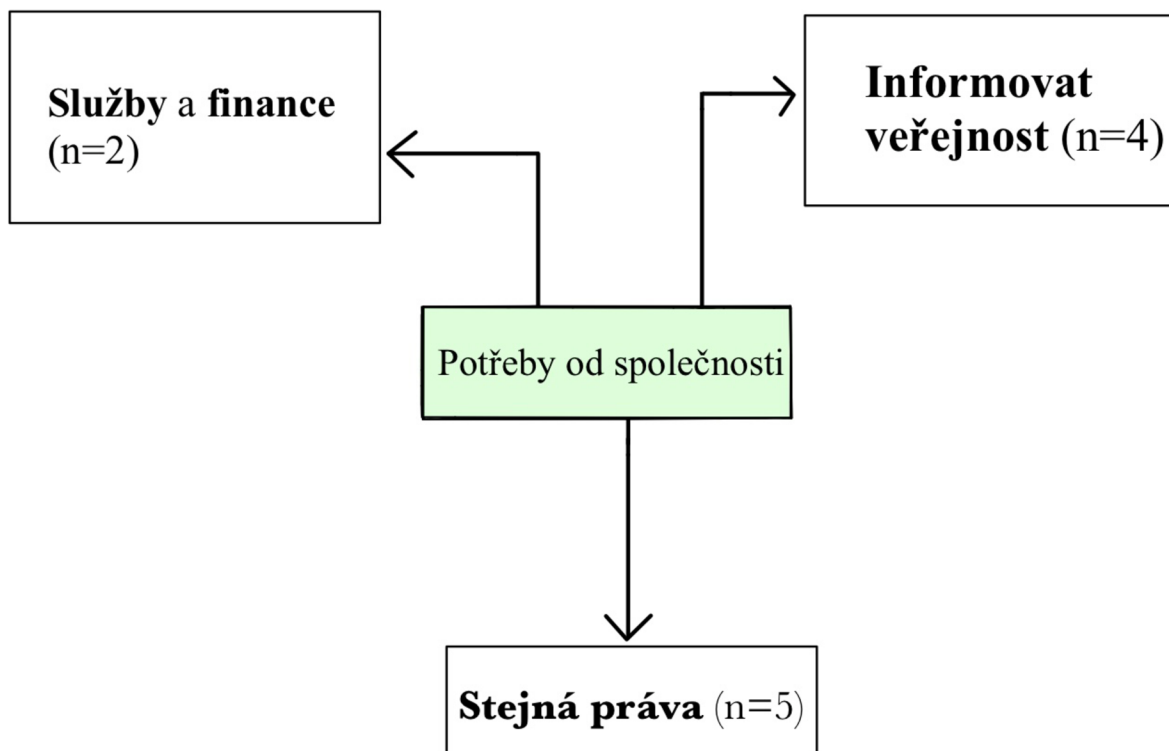 Služby a finance
(n=2)
Informovat
veřejnost (n=4)
Potřeby od společnosti
Stejná práva (n=5)